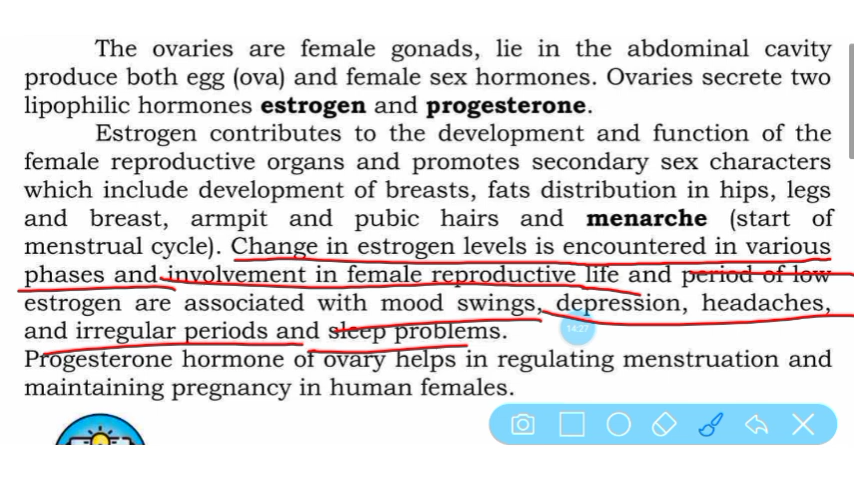 The ovaries are female gonads, lie in the abdominal cavity
produce both egg (ova) and female sex hormones. Ovaries secrete two
lipophilic hormones estrogen and progesterone.
Estrogen contributes to the development and function of the
female reproductive organs and promotes secondary sex characters
which include development of breasts, fats distribution in hips, legs
and breast, armpit and pubic hairs and menarche (start of
menstrual cycle). Change in estrogen levels is encountered in various
phases and involvement in female reproductive life and period of low
estrogen are associated with mood swings, depression, headaches,
and irregular periods and sleep problems.
14:27
Progesterone hormone of ovary helps in regulating menstruation and
maintaining pregnancy in human females.